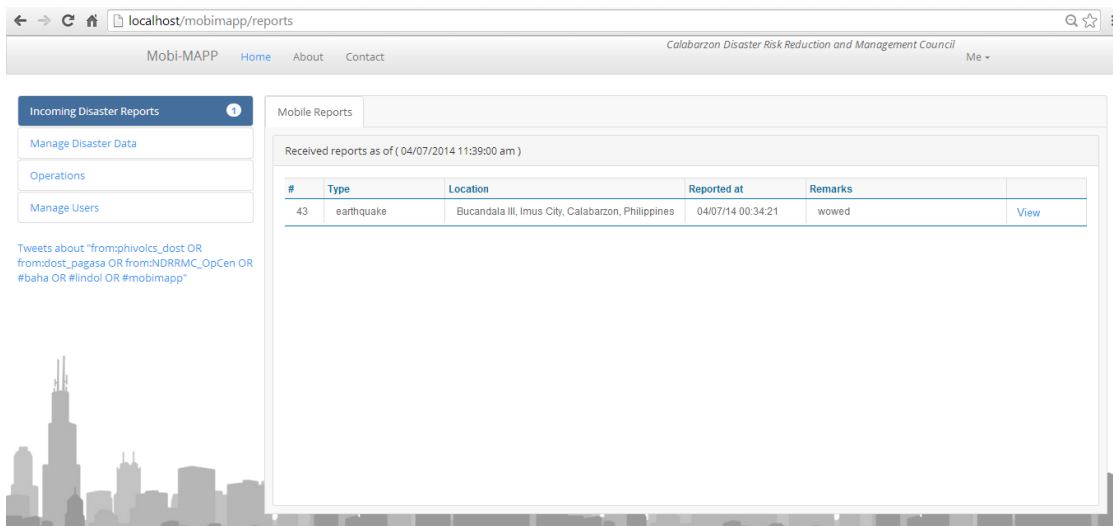 localhost/mobimapp/reports
Mobi-MAPP Home About Contact
Calabarzon Disaster Risk Reduction and Management Council
Me
Incoming Disaster Reports 1
Manage Disaster Data
Operations
Manage Users
Tweets about "from:phivolcs_dost OR
from:dost_pagasa OR from:NDRRMC_OpCen OR
#baha OR #lindol OR #mobimapp"
Mobile Reports
Received reports as of ( 04/07/2014 11:39:00 am )
# Type Location Reported at Remarks
43 earthquake Bucandala III, Imus City, Calabarzon, Philippines 04/07/14 00:34:21 wowed View